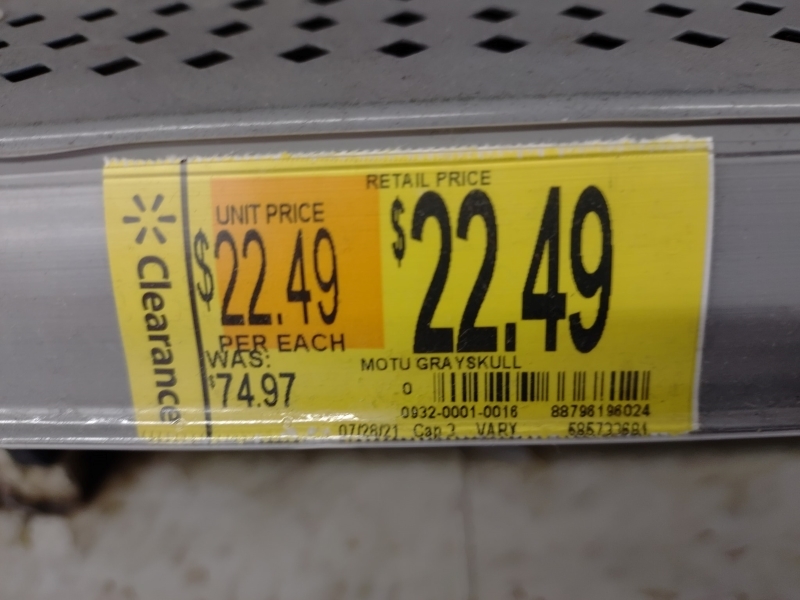 Clearance
UNIT PRICE
$22.49
PER EACH
WAS:
$74.97
RETAIL PRICE
$22.49
MOTU GRAYSKULL
0
0932-0001-0016 88796196024
07/28/21 Cap 2 VARY